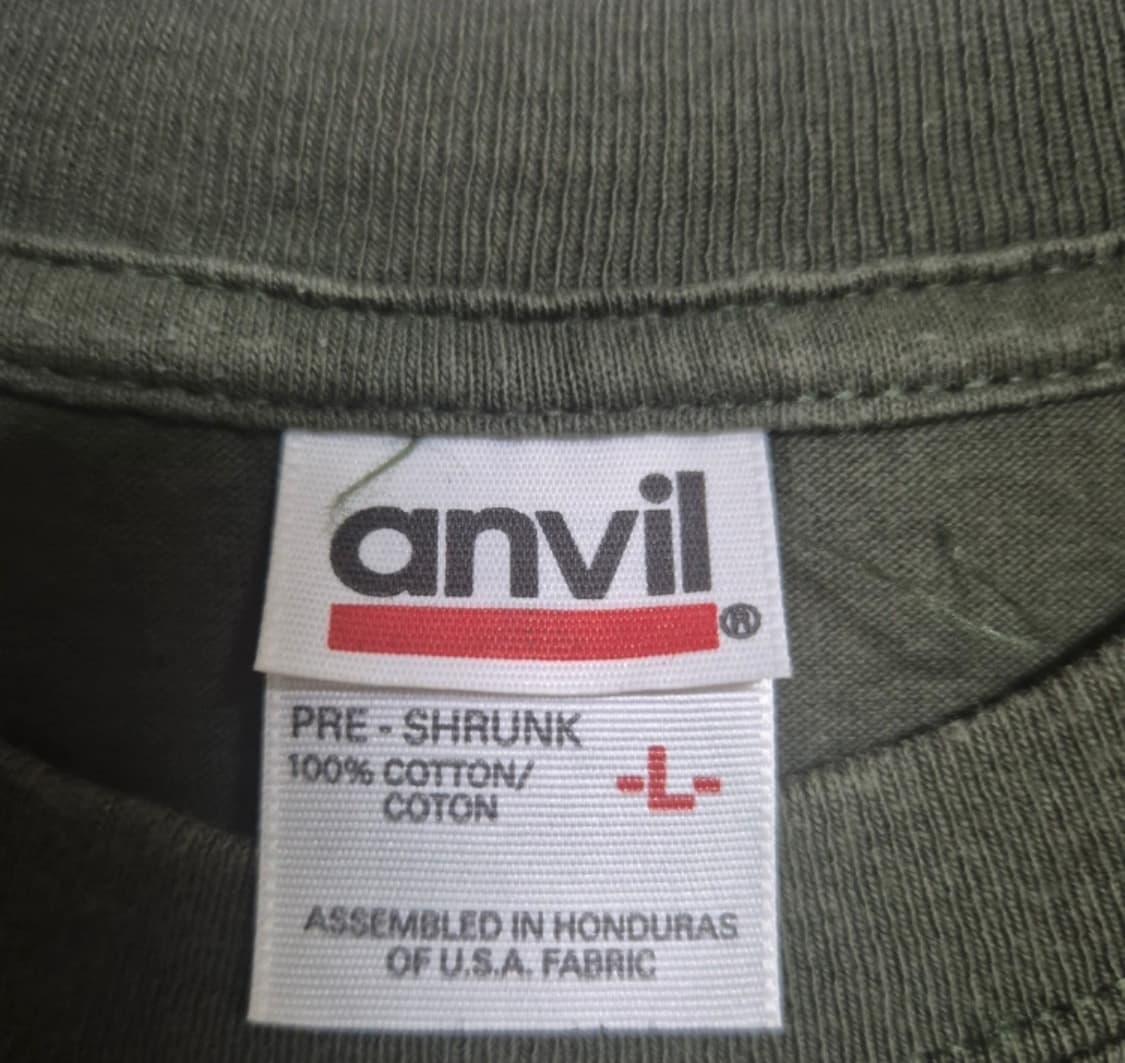 anvil®
PRE - SHRUNK
100% COTTON/
COTON
-L-
ASSEMBLED IN HONDURAS
OF U.S.A. FABRIC